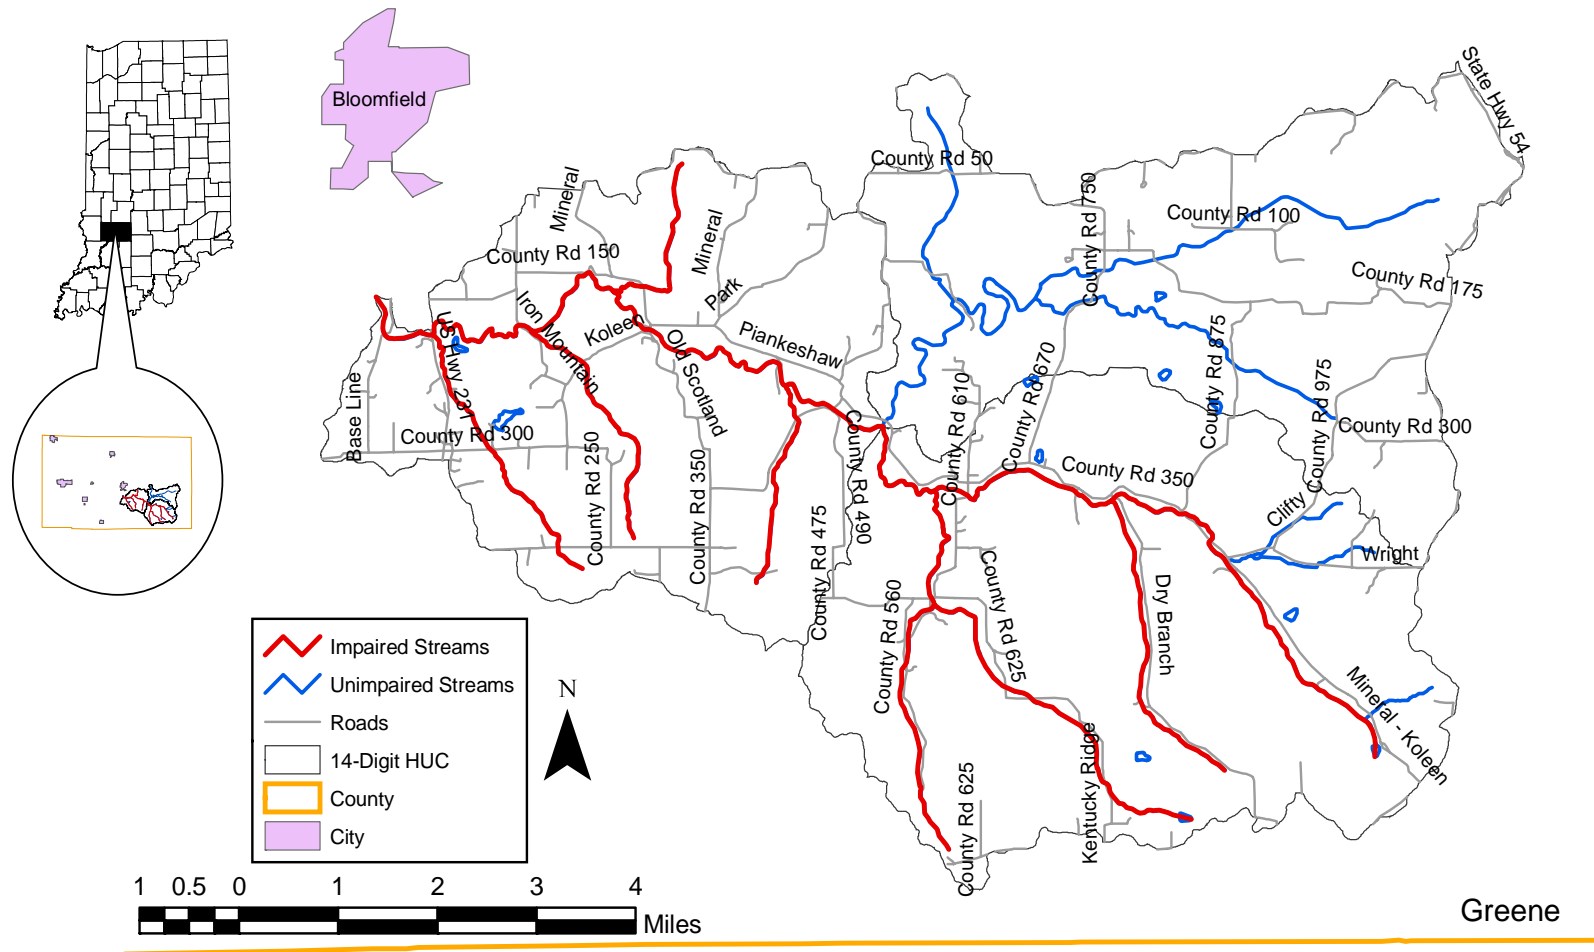 Bloomfield
State Hwy 54
County Rd 50
County Rd 750
County Rd 100
Mineral
Mineral
County Rd 150
County Rd 175
Park
Iron Mountain
Koleen
US Hwy 231
Old Scotland
Piankeshaw
County Rd 670
County Rd 875
County Rd 975
Base Line
County Rd 610
County Rd 300
County Rd 300
County Rd 250
County Rd 350
County Rd 490
County Rd 350
County Rd 475
Clifty
Wright
County Rd 560
County Rd 625
Dry Branch
Mineral - Koleen
Kentucky Ridge
County Rd 625
Impaired Streams
Unimpaired Streams
Roads
14-Digit HUC
County
City
N
1 0.5 0 1 2 3 4
Miles
Greene